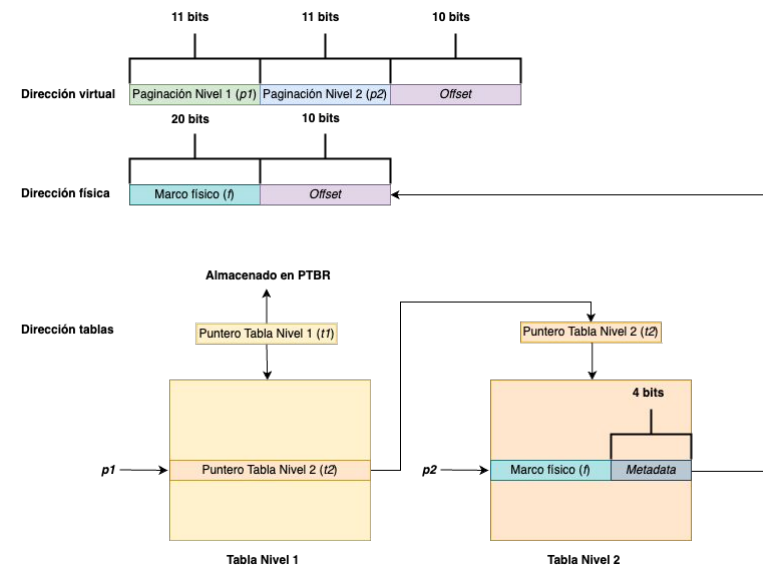 11 bits 11 bits 10 bits
Dirección virtual Paginación Nivel 1 (p1) Paginación Nivel 2 (p2) Offset
20 bits 10 bits
Dirección física Marco físico (f) Offset
Almacenado en PTBR
Dirección tablas Puntero Tabla Nivel 1 (t1) Puntero Tabla Nivel 2 (t2)
4 bits
p1 Puntero Tabla Nivel 2 (t2) p2 Marco físico (f) Metadata
Tabla Nivel 1 Tabla Nivel 2